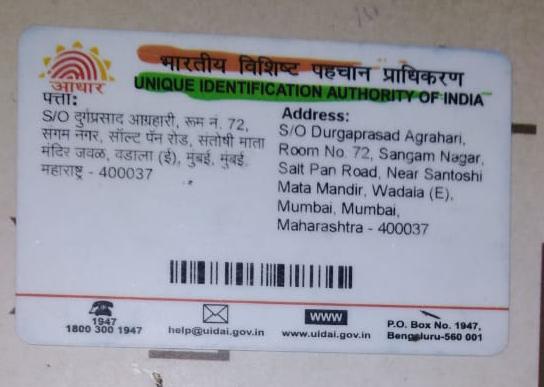 भारतीय विशिष्ट पहचान प्राधिकरण
UNIQUE IDENTIFICATION AUTHORITY OF INDIA
आधार
पत्ता:
S/O दुर्गाप्रसाद आग्रहारी, रूम नं. 72,
संगम नगर, सॉल्ट पॅन रोड, संतोषी माता
मंदिर जवळ, वडाला (ई), मुंबई, मुंबई,
महाराष्ट्र - 400037
Address:
S/O Durgaprasad Agrahari,
Room No. 72, Sangam Nagar,
Salt Pan Road, Near Santoshi
Mata Mandir, Wadala (E),
Mumbai, Mumbai,
Maharashtra - 400037
1947
1800 300 1947
help@uidai.gov.in
WWW
www.uidai.gov.in
P.O. Box No. 1947,
Bengaluru-560 001